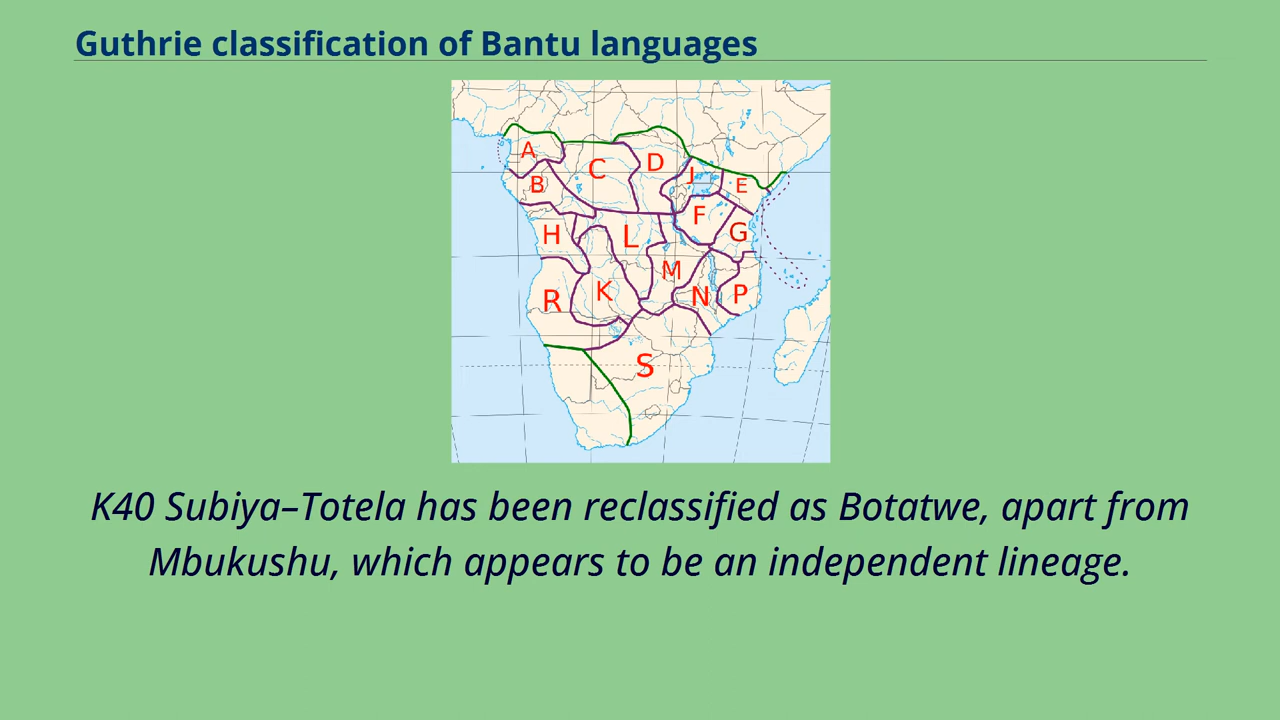 Guthrie classification of Bantu languages
A
C
D
J
B
E
F
H
L
G
M
K
R
N
P
S
K40 Subiya–Totela has been reclassified as Botatwe, apart from
Mbukushu, which appears to be an independent lineage.